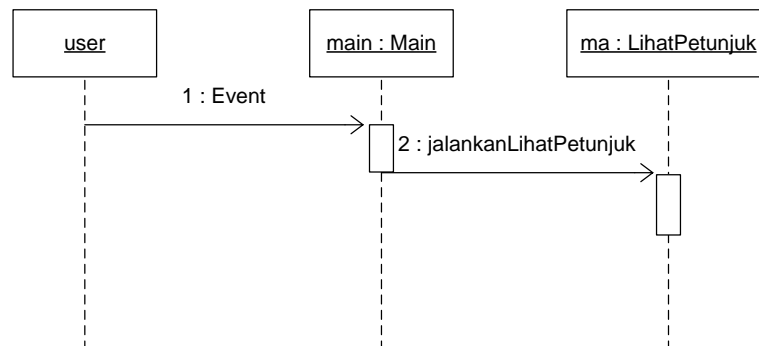 user
main : Main
ma : LihatPetunjuk
1 : Event
2 : jalankanLihatPetunjuk